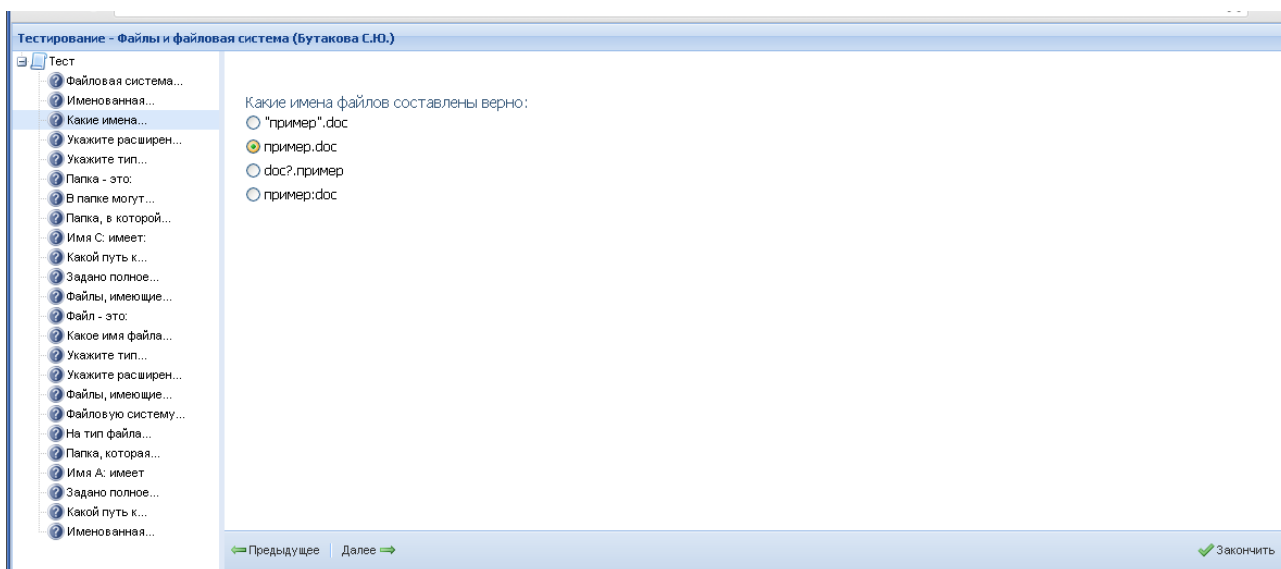 Тестирование - Файлы и файловая система (Бутакова С.Ю.)
Тест
Файловая система...
Именованная...
Какие имена...
Укажите расширен...
Укажите тип...
Папка - это:
В папке могут...
Папка, в которой...
Имя C: имеет:
Какой путь к...
Задано полное...
Файлы, имеющие...
Файл - это:
Какое имя файла...
Укажите тип...
Укажите расширен...
Файлы, имеющие...
Файловую систему...
На тип файла...
Папка, которая...
Имя A: имеет
Задано полное...
Какой путь к...
Именованная...
Какие имена файлов составлены верно:
"пример".doc
пример.doc
doc?.пример
пример:doc
Предыдущее Далее Закончить